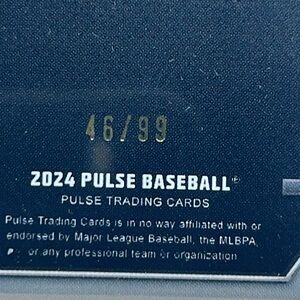 46/99
2024 PULSE BASEBALL
PULSE TRADING CARDS
Pulse Trading Cards is in no way affiliated with or
endorsed by Major League Baseball, the MLBPA,
or any professional team or organization